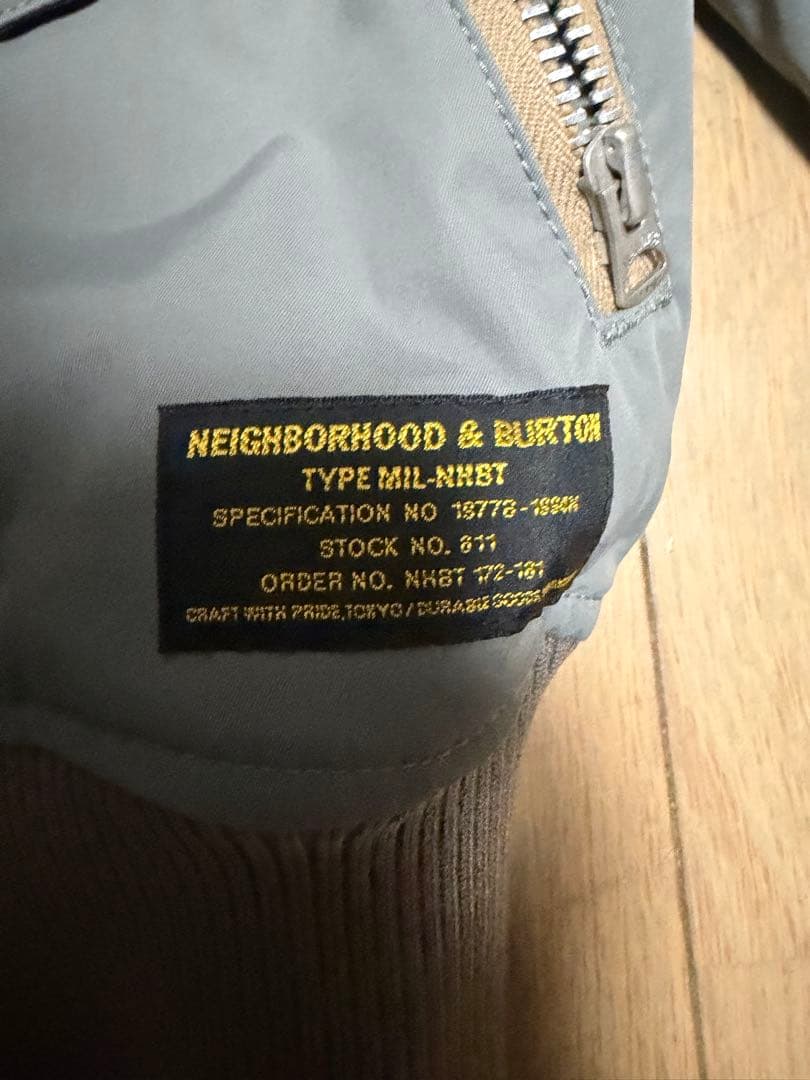 NEIGHBORHOOD & BURTON
TYPE MIL-NHBT
SPECIFICATION NO 19778-1994N
STOCK NO. 811
ORDER NO. NHBT 172-181
CRAFT WITH PRIDE, TOKYO / DURABLE GOODS